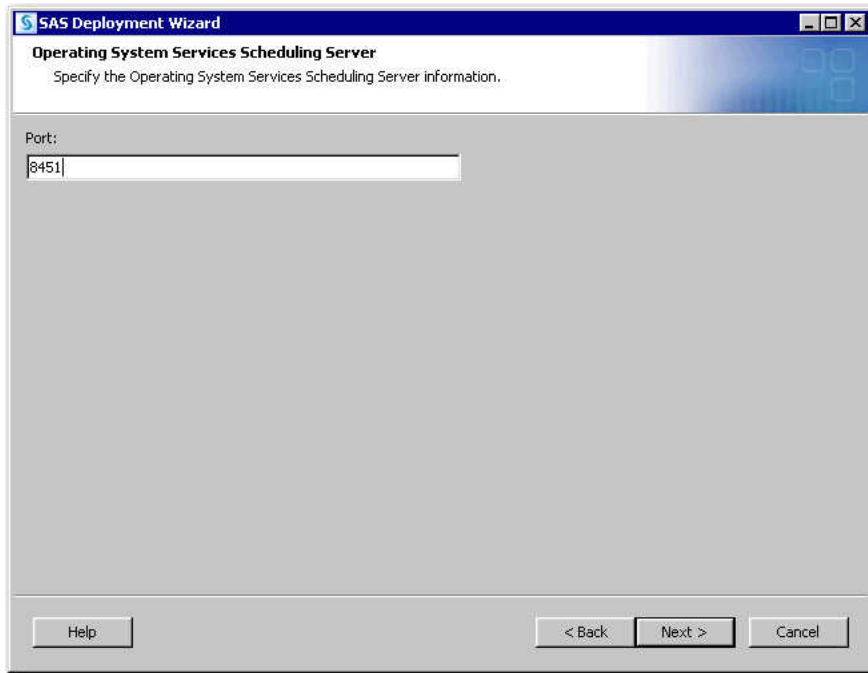 SAS Deployment Wizard
Operating System Services Scheduling Server
Specify the Operating System Services Scheduling Server information.
Port:
8451
Help
< Back
Next >
Cancel